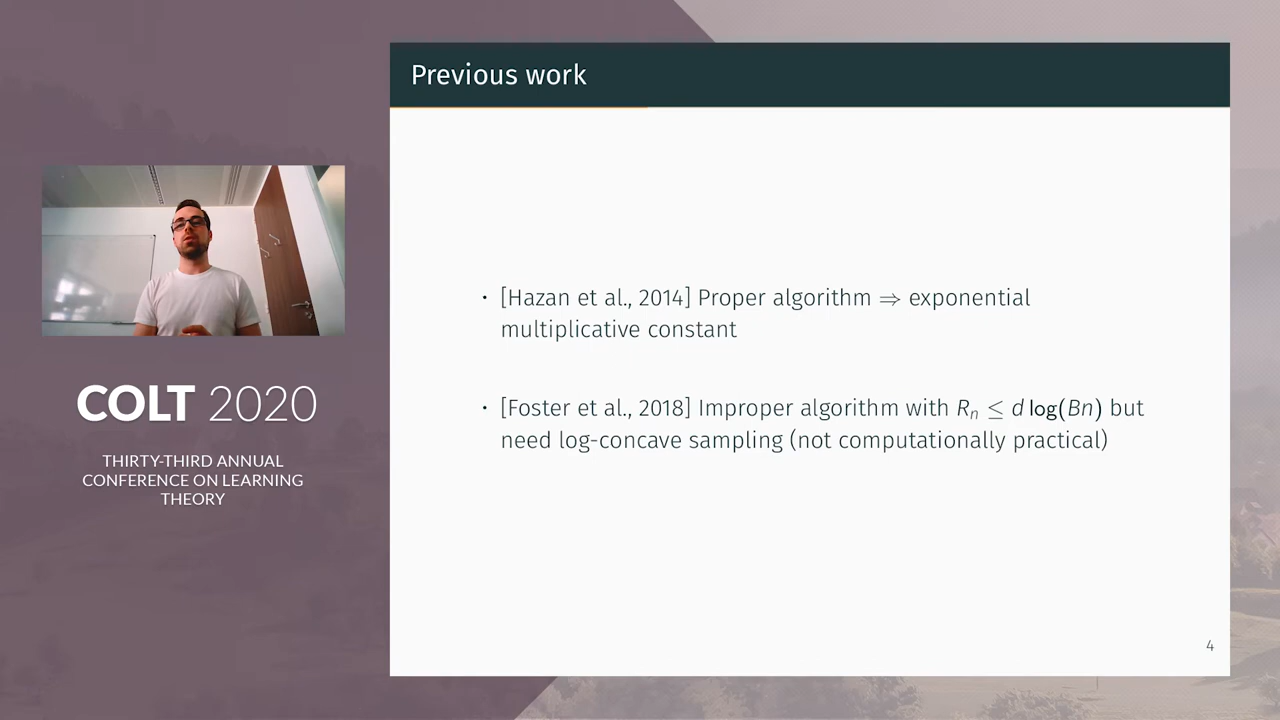 Previous work
• [Hazan et al., 2014] Proper algorithm ⇒ exponential
multiplicative constant
• [Foster et al., 2018] Improper algorithm with Rₙ ≤ d log(Bn) but
need log-concave sampling (not computationally practical)
4
COLT 2020
THIRTY-THIRD ANNUAL
CONFERENCE ON LEARNING
THEORY